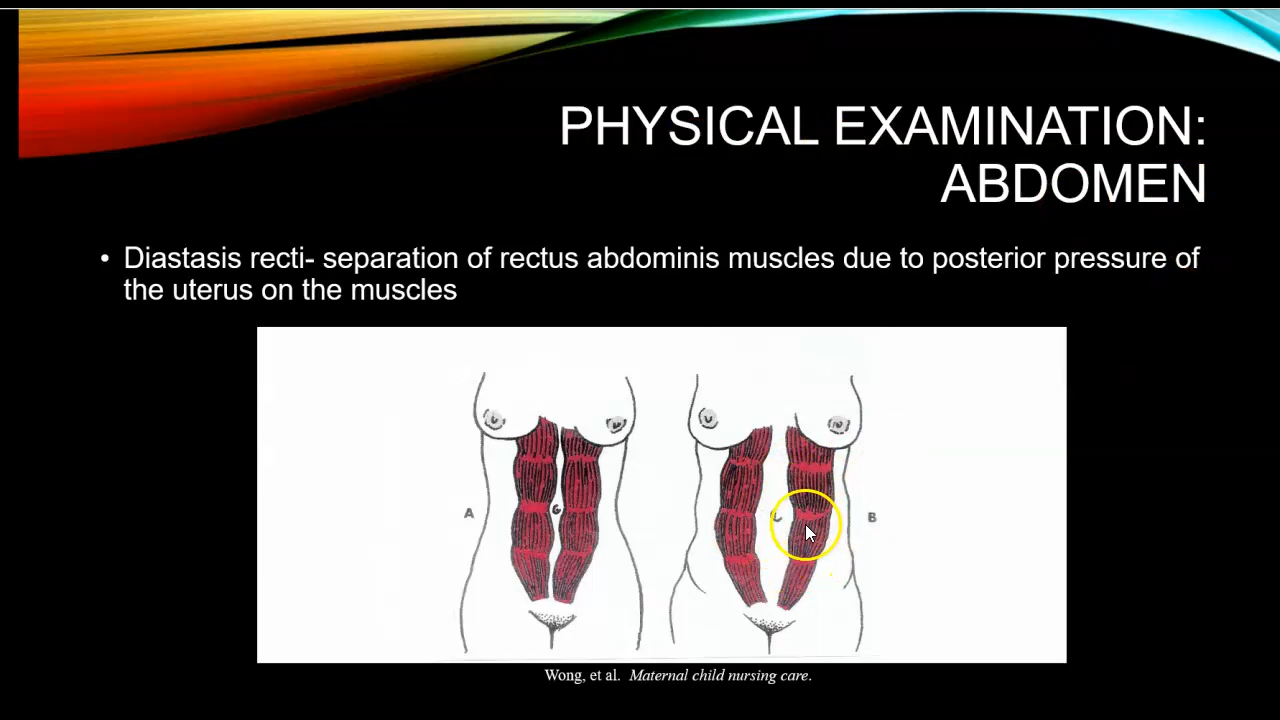 PHYSICAL EXAMINATION:
ABDOMEN
• Diastasis recti- separation of rectus abdominis muscles due to posterior pressure of
the uterus on the muscles
A
B
Wong, et al. Maternal child nursing care.